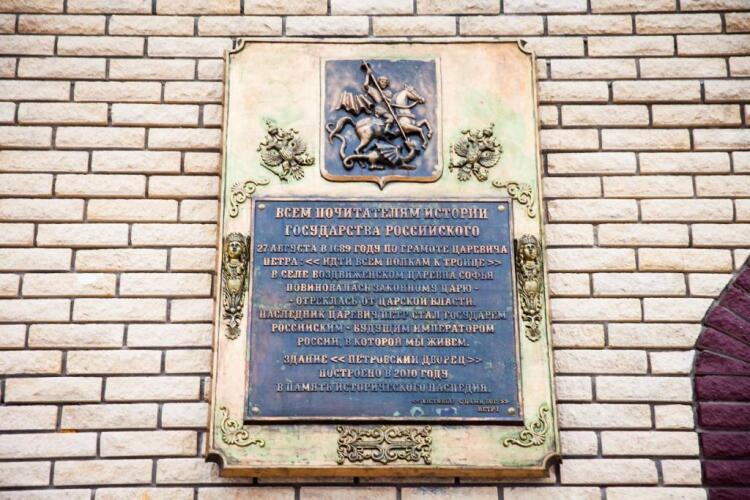 ВСЕМ ПОЧИТАТЕЛЯМ ИСТОРИИ
ГОСУДАРСТВА РОССИЙСКОГО
27 АВГУСТА В 1689 ГОДУ ПО ГРАМОТЕ ЦАРЕВИЧА
ПЕТРА : << ИДТИ ВСЕМ ПОЛКАМ К ТРОИЦЕ >>
В СЕЛЕ ВОЗДВИЖЕНСКОМ ЦАРЕВНА СОФЬЯ
ПОВИНОВАЛАСЬ ЗАКОННОМУ ЦАРЮ -
- ОТРЕКЛАСЬ ОТ ЦАРСКОЙ ВЛАСТИ.
НАСЛЕДНИК ЦАРЕВИЧ ПЕТР СТАЛ ГОСУДАРЕМ
РОССИЙСКИМ - БУДУЩИМ ИМПЕРАТОРОМ
РОССИИ, В КОТОРОЙ МЫ ЖИВЕМ.
ЗДАНИЕ << ПЕТРОВСКИЙ ДВОРЕЦ >>
ПОСТРОЕНО В 2010 ГОДУ
В ПАМЯТЬ ИСТОРИЧЕСКОГО НАСЛЕДИЯ.
ПЕТРА